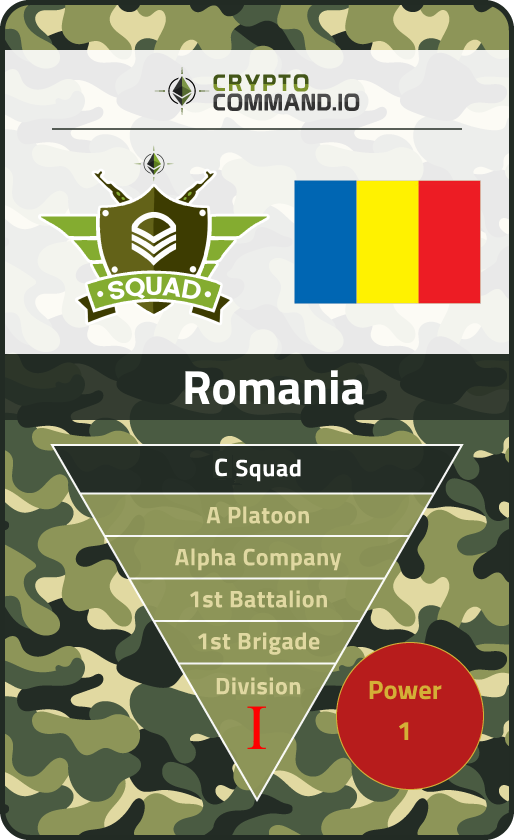 CRYPTO
COMMAND.IO
SQUAD
Romania
C Squad
A Platoon
Alpha Company
1st Battalion
1st Brigade
Division
I
Power
1